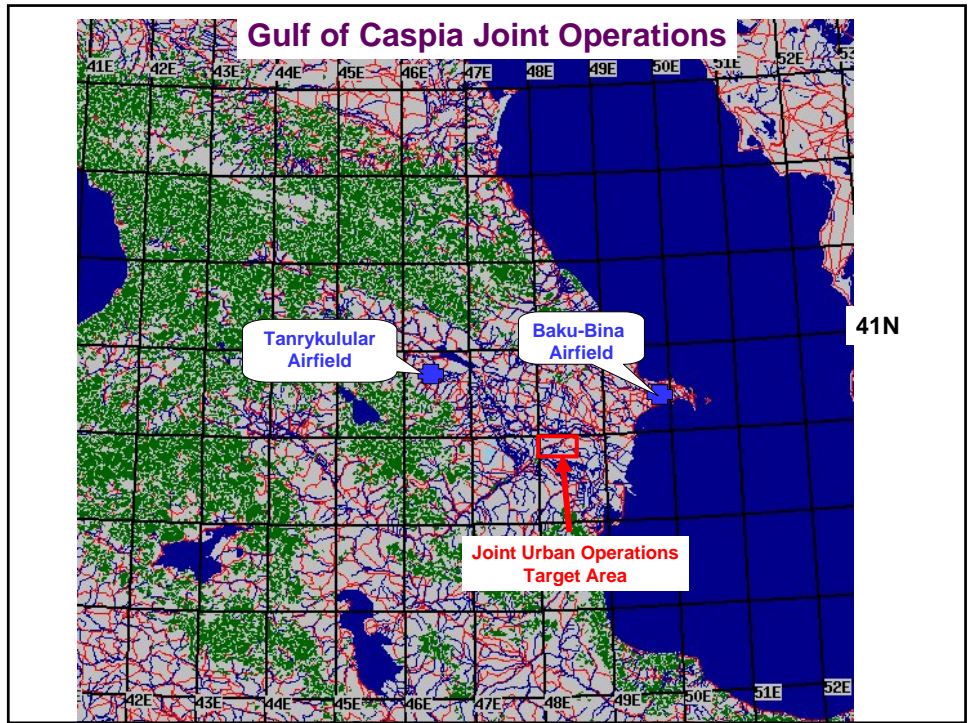 Gulf of Caspia Joint Operations
41E 42E 43E 44E 45E 46E 47E 48E 49E 50E 51E 52E
41N
Tanrykulular
Airfield
Baku-Bina
Airfield
Joint Urban Operations
Target Area
42E 43E 44E 45E 46E 47E 48E 49E 50E 51E 52E